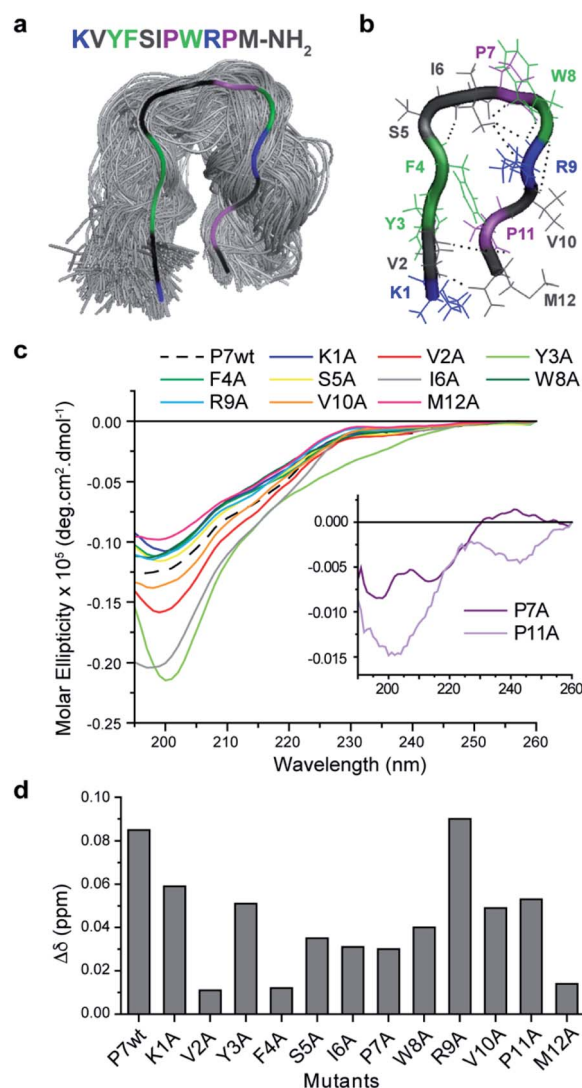 a
KVYFSIPWRPM-NH₂
b
P7
I6
W8
S5
F4
R9
Y3
P11
V2
V10
K1
M12
c
P7wt K1A V2A Y3A
F4A S5A I6A W8A
R9A V10A M12A
Molar Ellipticity x 10⁵ (deg.cm².dmol⁻¹)
0.00
-0.05
-0.10
-0.15
-0.20
-0.25
200 210 220 230 240 250 260
Wavelength (nm)
0.000
-0.005
-0.010
-0.015
P7A
P11A
200 220 240 260
d
Δδ (ppm)
0.10
0.08
0.06
0.04
0.02
0.00
P7wt K1A V2A Y3A F4A S5A I6A P7A W8A R9A V10A P11A M12A
Mutants